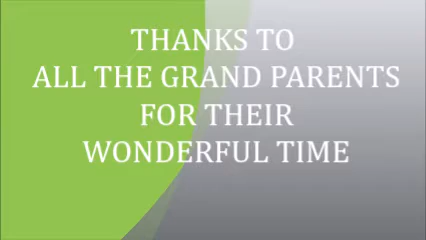 THANKS TO
ALL THE GRAND PARENTS
FOR THEIR
WONDERFUL TIME